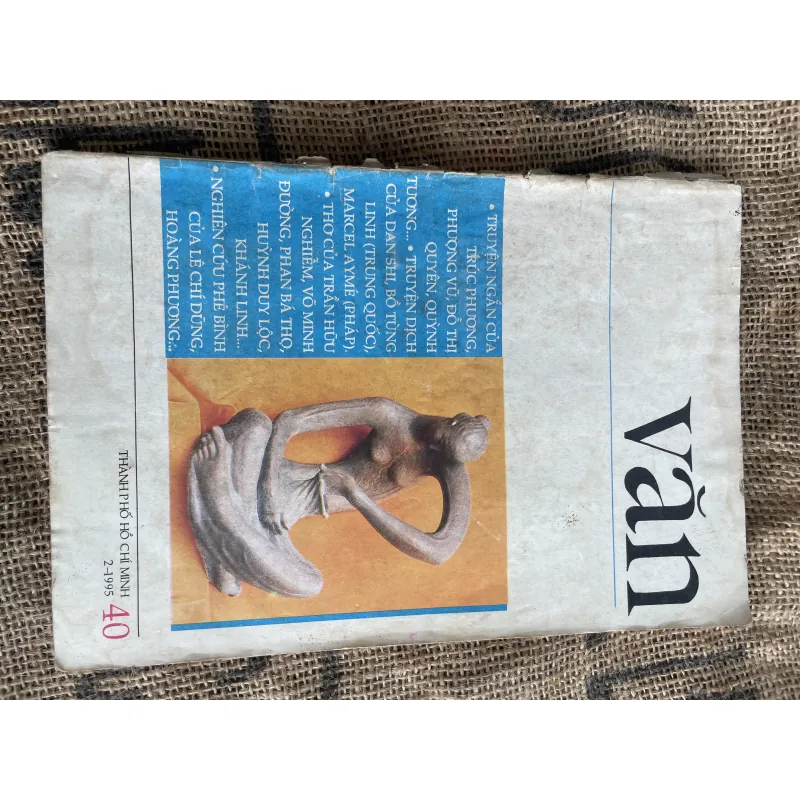 văn
• TRUYỆN NGẮN CỦA
TRÚC PHƯƠNG,
PHƯỢNG VŨ, ĐỖ THỊ
QUYÊN, QUỲNH
TƯƠNG... • TRUYỆN DỊCH
CỦA DAN SHI, BỒ TÙNG
LINH (TRUNG QUỐC),
MARCEL AYMÉ (PHÁP),
• THƠ CỦA TRẦN HỮU
NGHIỄM, VÕ MINH
ĐƯỜNG, PHAN BÁ THỌ,
HUỲNH DUY LỘC,
KHÁNH LINH...
• NGHIÊN CỨU PHÊ BÌNH
CỦA LÊ CHÍ DŨNG,
HOÀNG PHƯƠNG...
THÀNH PHỐ HỒ CHÍ MINH
2-1995 40